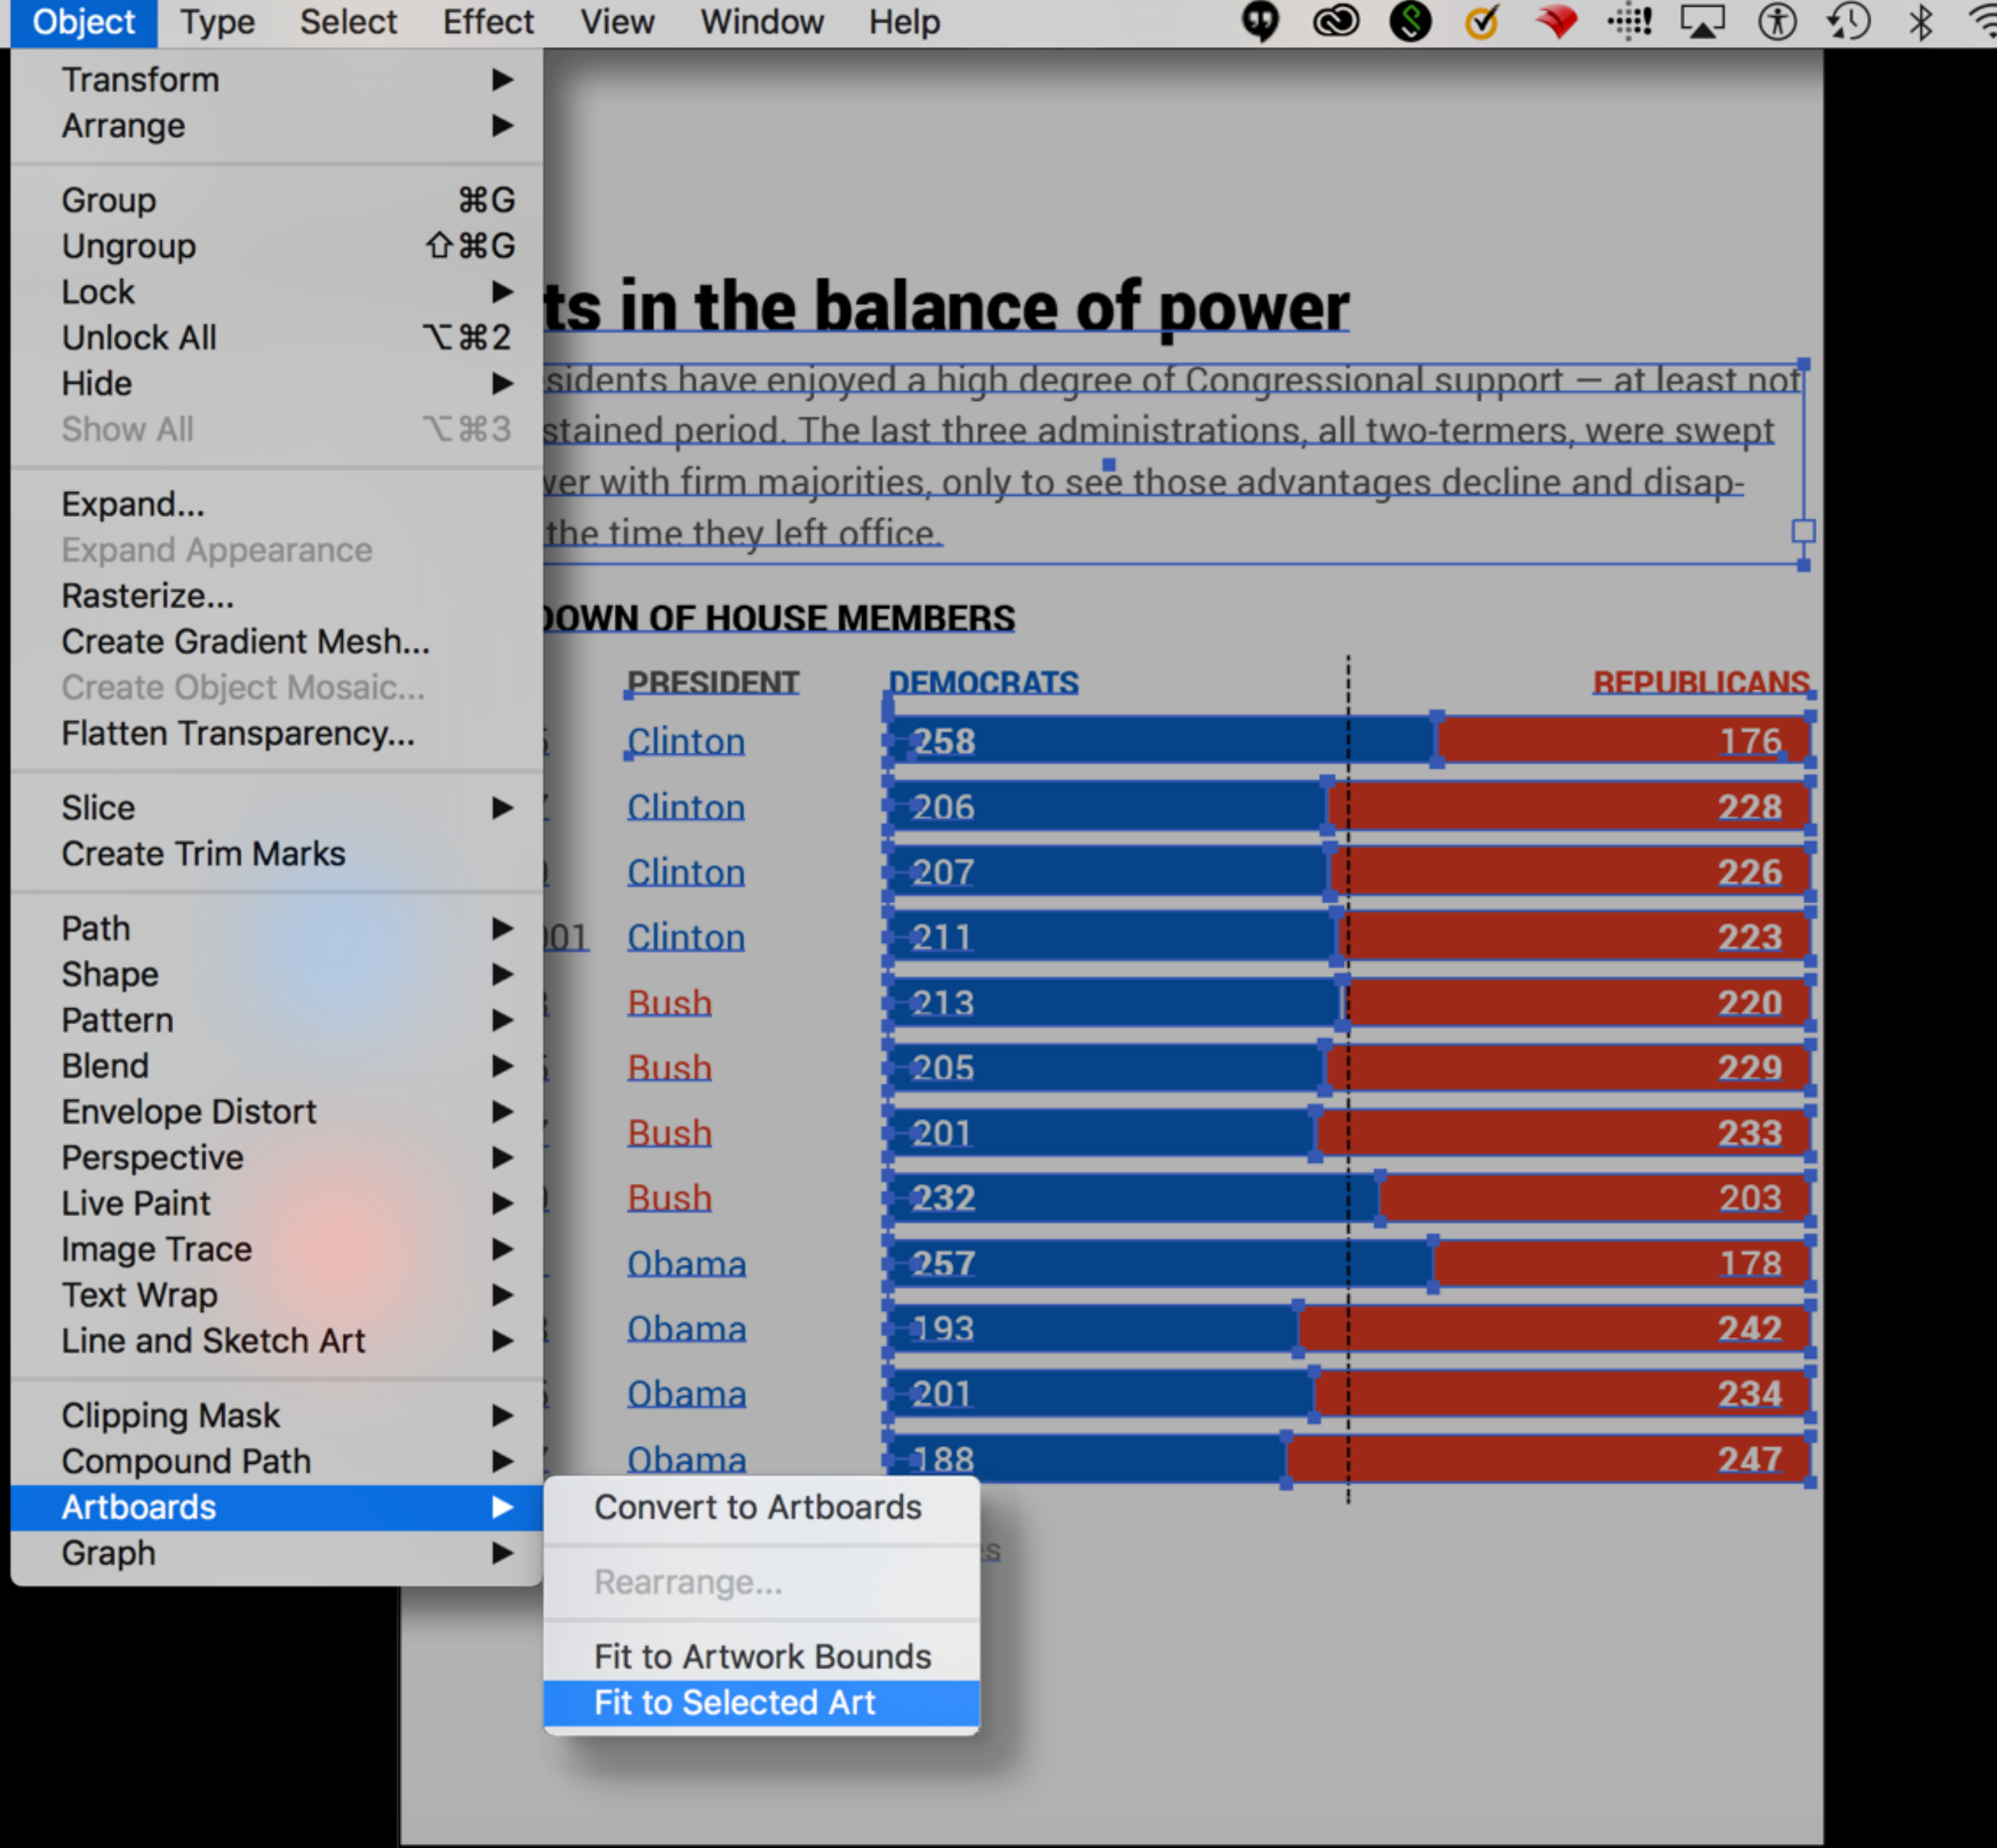 Object Type Select Effect View Window Help
Transform ▶
Arrange ▶
Group ⌘G
Ungroup ⇧⌘G
Lock ▶
Unlock All ⌥⌘2
Hide ▶
Show All ⌥⌘3
Expand...
Expand Appearance
Rasterize...
Create Gradient Mesh...
Create Object Mosaic...
Flatten Transparency...
Slice ▶
Create Trim Marks
Path ▶
Shape ▶
Pattern ▶
Blend ▶
Envelope Distort ▶
Perspective ▶
Live Paint ▶
Image Trace ▶
Text Wrap ▶
Line and Sketch Art ▶
Clipping Mask ▶
Compound Path ▶
Artboards ▶
Graph ▶
Convert to Artboards
Rearrange...
Fit to Artwork Bounds
Fit to Selected Art
in the balance of power
have enjoyed a high degree of Congressional support — at least not
period. The last three administrations, all two-termers, were swept
with firm majorities, only to see those advantages decline and disap-
the time they left office.
OF HOUSE MEMBERS
PRESIDENT DEMOCRATS REPUBLICANS
Clinton 258 176
Clinton 206 228
Clinton 207 226
Clinton 211 223
Bush 213 220
Bush 205 229
Bush 201 233
Bush 232 203
Obama 257 178
Obama 193 242
Obama 201 234
Obama 188 247